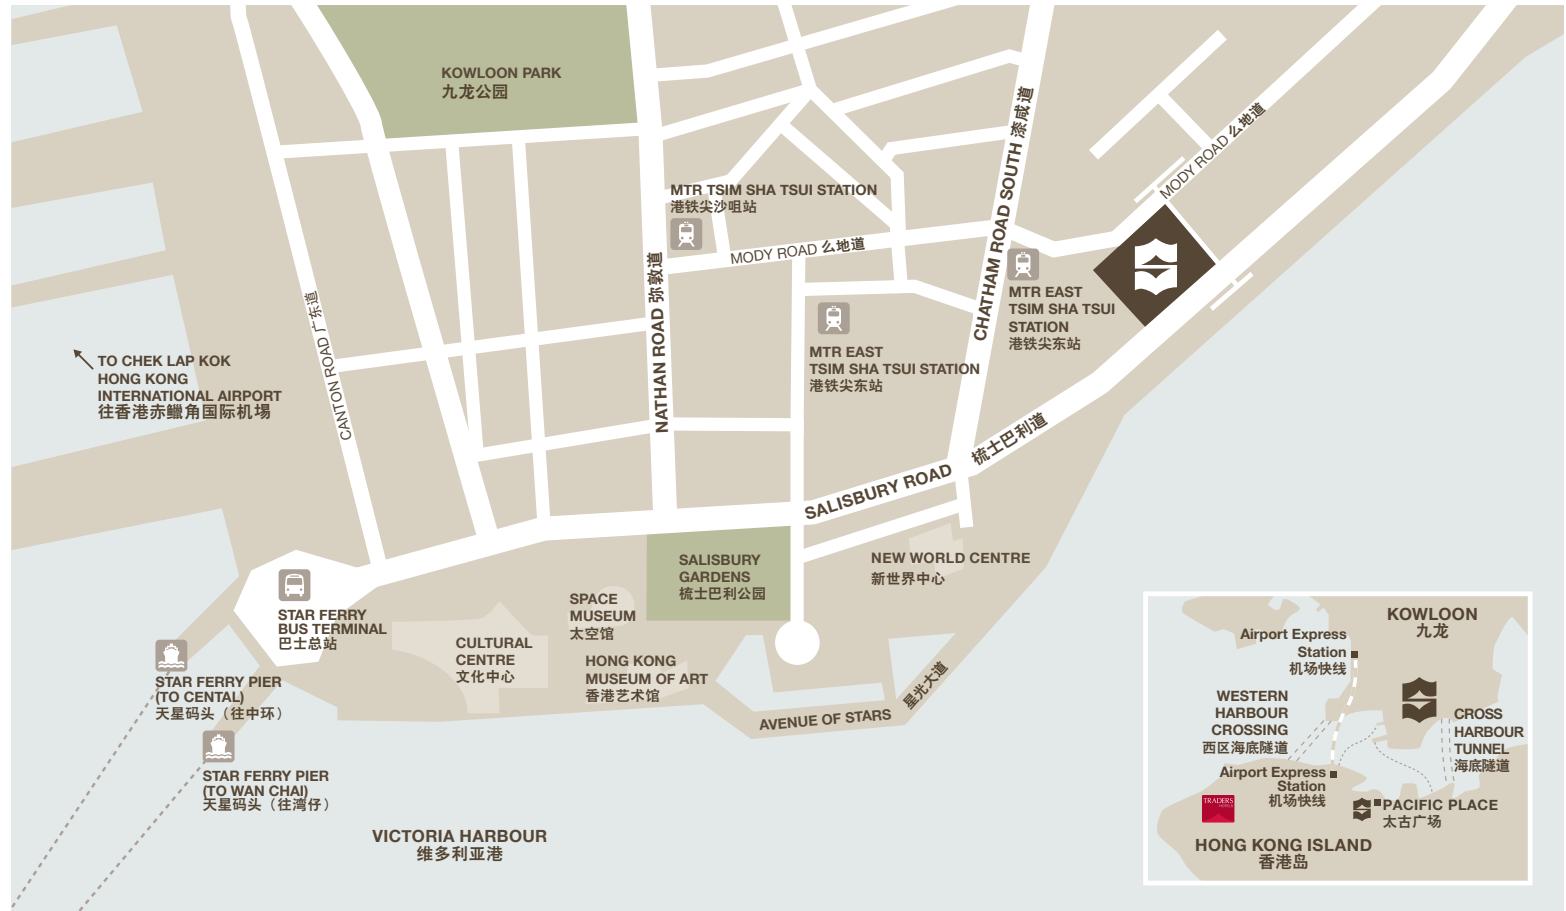 KOWLOON PARK
九龙公园
CHATHAM ROAD SOUTH 漆咸道
MODY ROAD 么地道
MTR TSIM SHA TSUI STATION
港铁尖沙咀站
MODY ROAD 么地道
NATHAN ROAD 弥敦道
CANTON ROAD 广东道
MTR EAST
TSIM SHA TSUI
STATION
港铁尖东站
MTR EAST
TSIM SHA TSUI STATION
港铁尖东站
TO CHEK LAP KOK
HONG KONG
INTERNATIONAL AIRPORT
往香港赤鱲角国际机場
SALISBURY ROAD 梳士巴利道
SALISBURY
GARDENS
梳士巴利公园
NEW WORLD CENTRE
新世界中心
STAR FERRY
BUS TERMINAL
巴士总站
SPACE
MUSEUM
太空馆
CULTURAL
CENTRE
文化中心
HONG KONG
MUSEUM OF ART
香港艺术馆
STAR FERRY PIER
(TO CENTAL)
天星码头（往中环）
STAR FERRY PIER
(TO WAN CHAI)
天星码头（往湾仔）
AVENUE OF STARS 星光大道
VICTORIA HARBOUR
维多利亚港
KOWLOON
九龙
Airport Express
Station
机场快线
WESTERN
HARBOUR
CROSSING
西区海底隧道
CROSS
HARBOUR
TUNNEL
海底隧道
Airport Express
Station
机场快线
TRADERS
HOTELS
PACIFIC PLACE
太古广场
HONG KONG ISLAND
香港岛